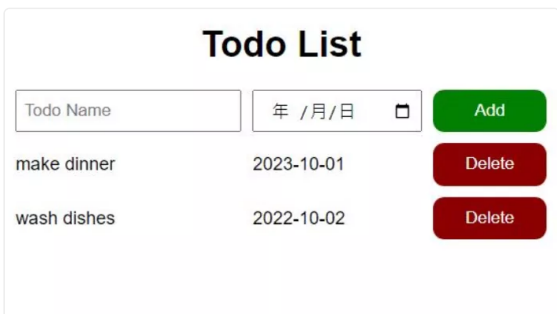 Todo List
Todo Name 年 /月/日 Add
make dinner 2023-10-01 Delete
wash dishes 2022-10-02 Delete